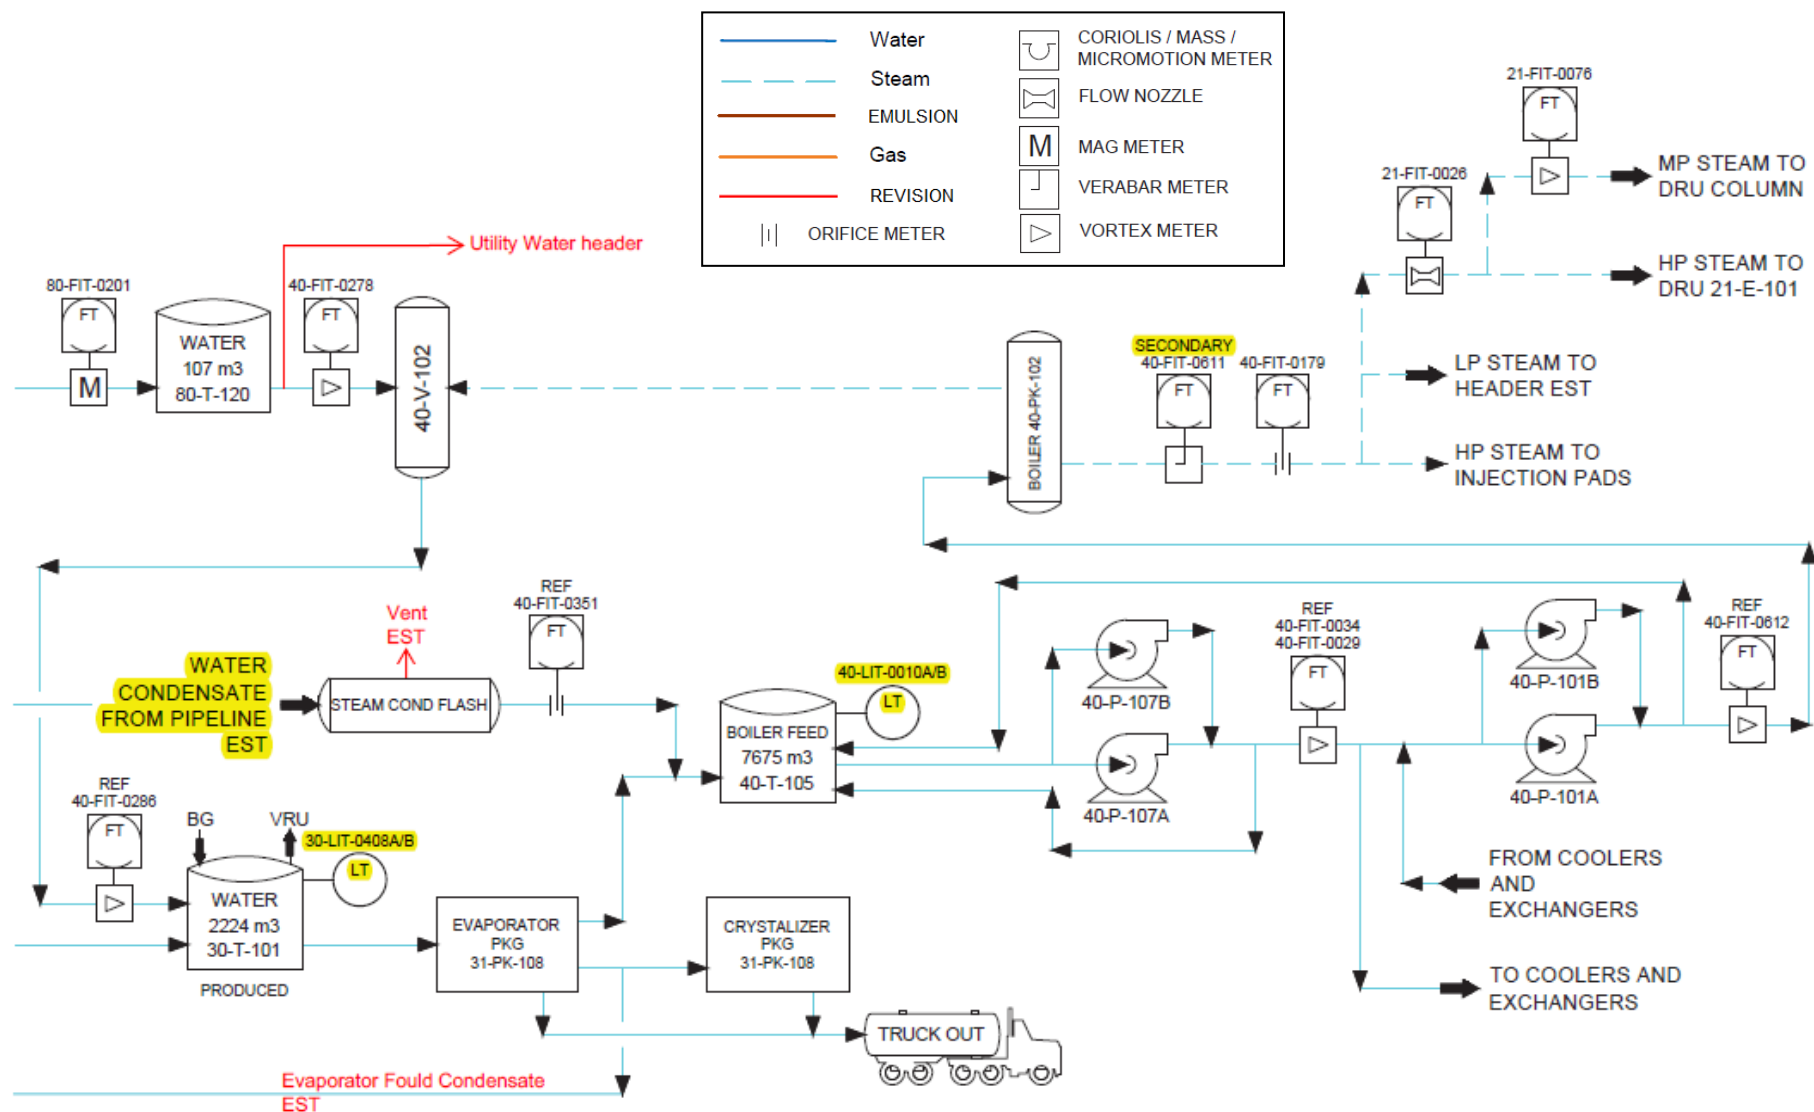 Water
Steam
EMULSION
Gas
REVISION
ORIFICE METER
CORIOLIS / MASS /
MICROMOTION METER
FLOW NOZZLE
M
MAG METER
VERABAR METER
VORTEX METER
21-FIT-0076
FT
MP STEAM TO
DRU COLUMN
21-FIT-0026
FT
HP STEAM TO
DRU 21-E-101
Utility Water header
80-FIT-0201
FT
M
WATER
107 m3
80-T-120
40-FIT-0278
FT
40-V-102
BOILER 40-PK-102
SECONDARY
40-FIT-0611
FT
40-FIT-0179
FT
LP STEAM TO
HEADER EST
HP STEAM TO
INJECTION PADS
Vent
EST
REF
40-FIT-0351
FT
WATER
CONDENSATE
FROM PIPELINE
EST
STEAM COND FLASH
40-LIT-0010A/B
LT
BOILER FEED
7675 m3
40-T-105
40-P-107B
40-P-107A
REF
40-FIT-0034
40-FIT-0029
FT
40-P-101B
40-P-101A
REF
40-FIT-0612
FT
REF
40-FIT-0286
FT
BG
VRU
30-LIT-0408A/B
LT
WATER
2224 m3
30-T-101
PRODUCED
EVAPORATOR
PKG
31-PK-108
CRYSTALIZER
PKG
31-PK-108
FROM COOLERS
AND
EXCHANGERS
TO COOLERS AND
EXCHANGERS
TRUCK OUT
Evaporator Fould Condensate
EST